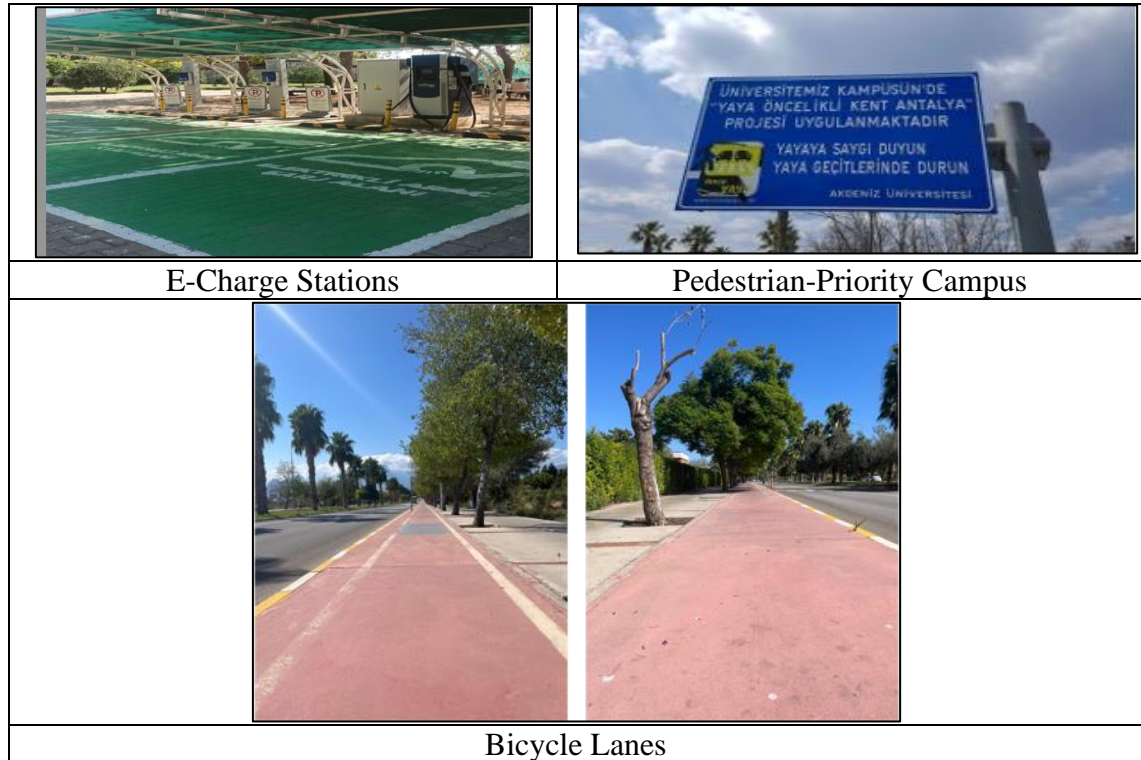 ÜNİVERSİTEMİZ KAMPÜSÜN'DE
"YAYA ÖNCELİKLİ KENT ANTALYA"
PROJESİ UYGULANMAKTADIR
YAYAYA SAYGI DUYUN
YAYA GEÇİTLERİNDE DURUN
AKDENİZ ÜNİVERSİTESİ
E-Charge Stations
Pedestrian-Priority Campus
Bicycle Lanes